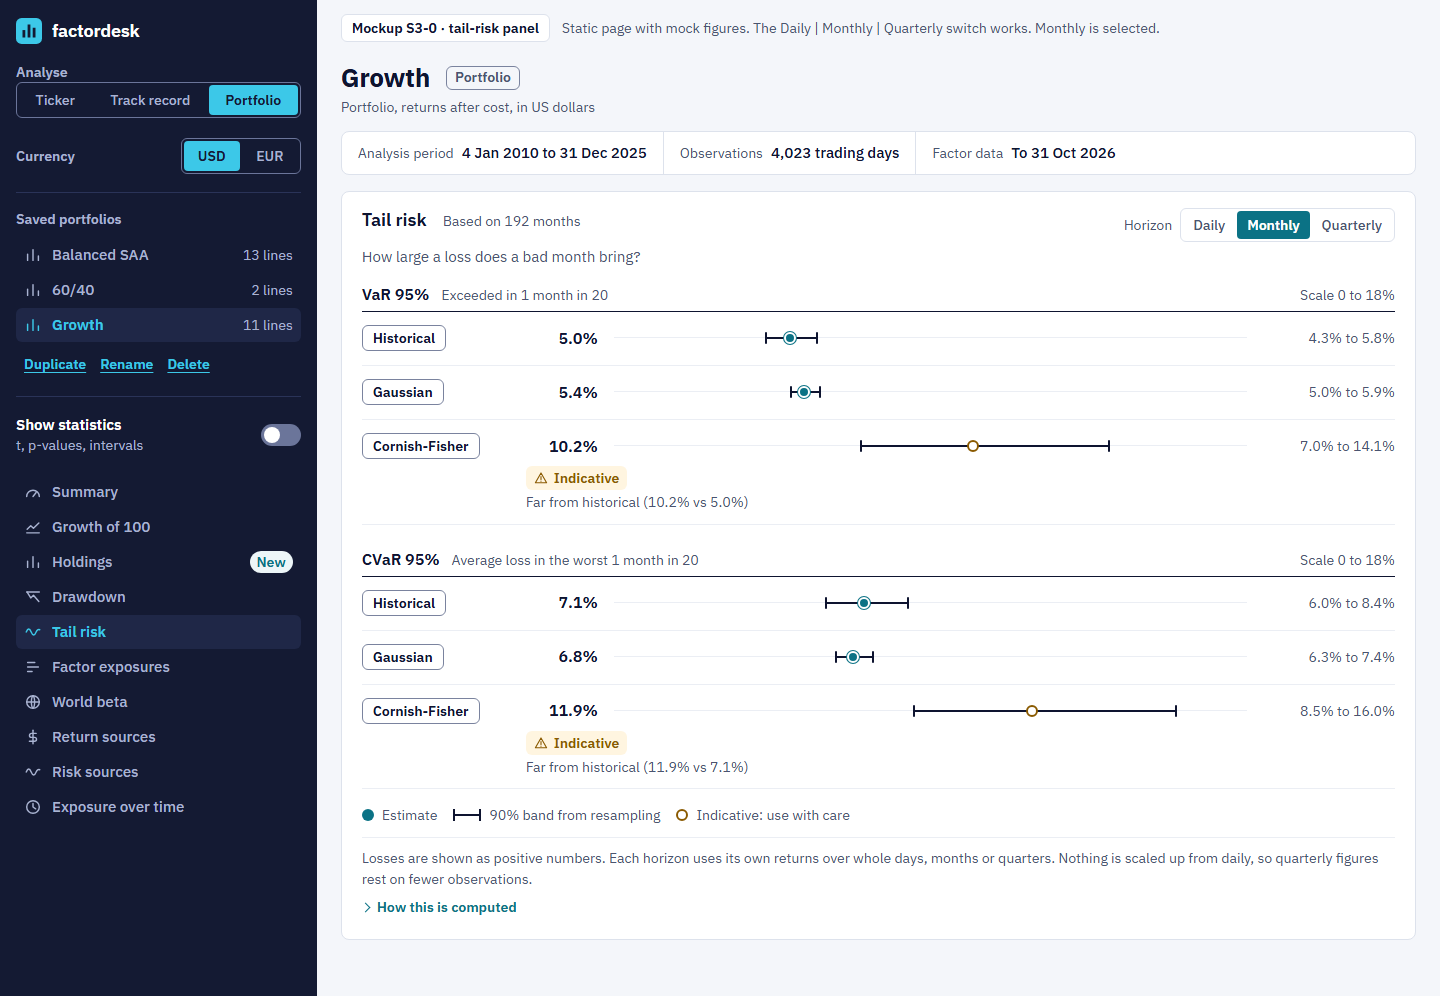 factordesk
Analyse
Ticker Track record Portfolio
Currency USD EUR
Saved portfolios
Balanced SAA 13 lines
60/40 2 lines
Growth 11 lines
Duplicate Rename Delete
Show statistics
t, p-values, intervals
Summary
Growth of 100
Holdings New
Drawdown
Tail risk
Factor exposures
World beta
Return sources
Risk sources
Exposure over time
Mockup S3-0 · tail-risk panel Static page with mock figures. The Daily | Monthly | Quarterly switch works. Monthly is selected.
Growth Portfolio
Portfolio, returns after cost, in US dollars
Analysis period 4 Jan 2010 to 31 Dec 2025 Observations 4,023 trading days Factor data To 31 Oct 2026
Tail risk Based on 192 months Horizon Daily Monthly Quarterly
How large a loss does a bad month bring?
VaR 95% Exceeded in 1 month in 20 Scale 0 to 18%
Historical 5.0% 4.3% to 5.8%
Gaussian 5.4% 5.0% to 5.9%
Cornish-Fisher 10.2% 7.0% to 14.1%
Indicative
Far from historical (10.2% vs 5.0%)
CVaR 95% Average loss in the worst 1 month in 20 Scale 0 to 18%
Historical 7.1% 6.0% to 8.4%
Gaussian 6.8% 6.3% to 7.4%
Cornish-Fisher 11.9% 8.5% to 16.0%
Indicative
Far from historical (11.9% vs 7.1%)
Estimate 90% band from resampling Indicative: use with care
Losses are shown as positive numbers. Each horizon uses its own returns over whole days, months or quarters. Nothing is scaled up from daily, so quarterly figures
rest on fewer observations.
How this is computed